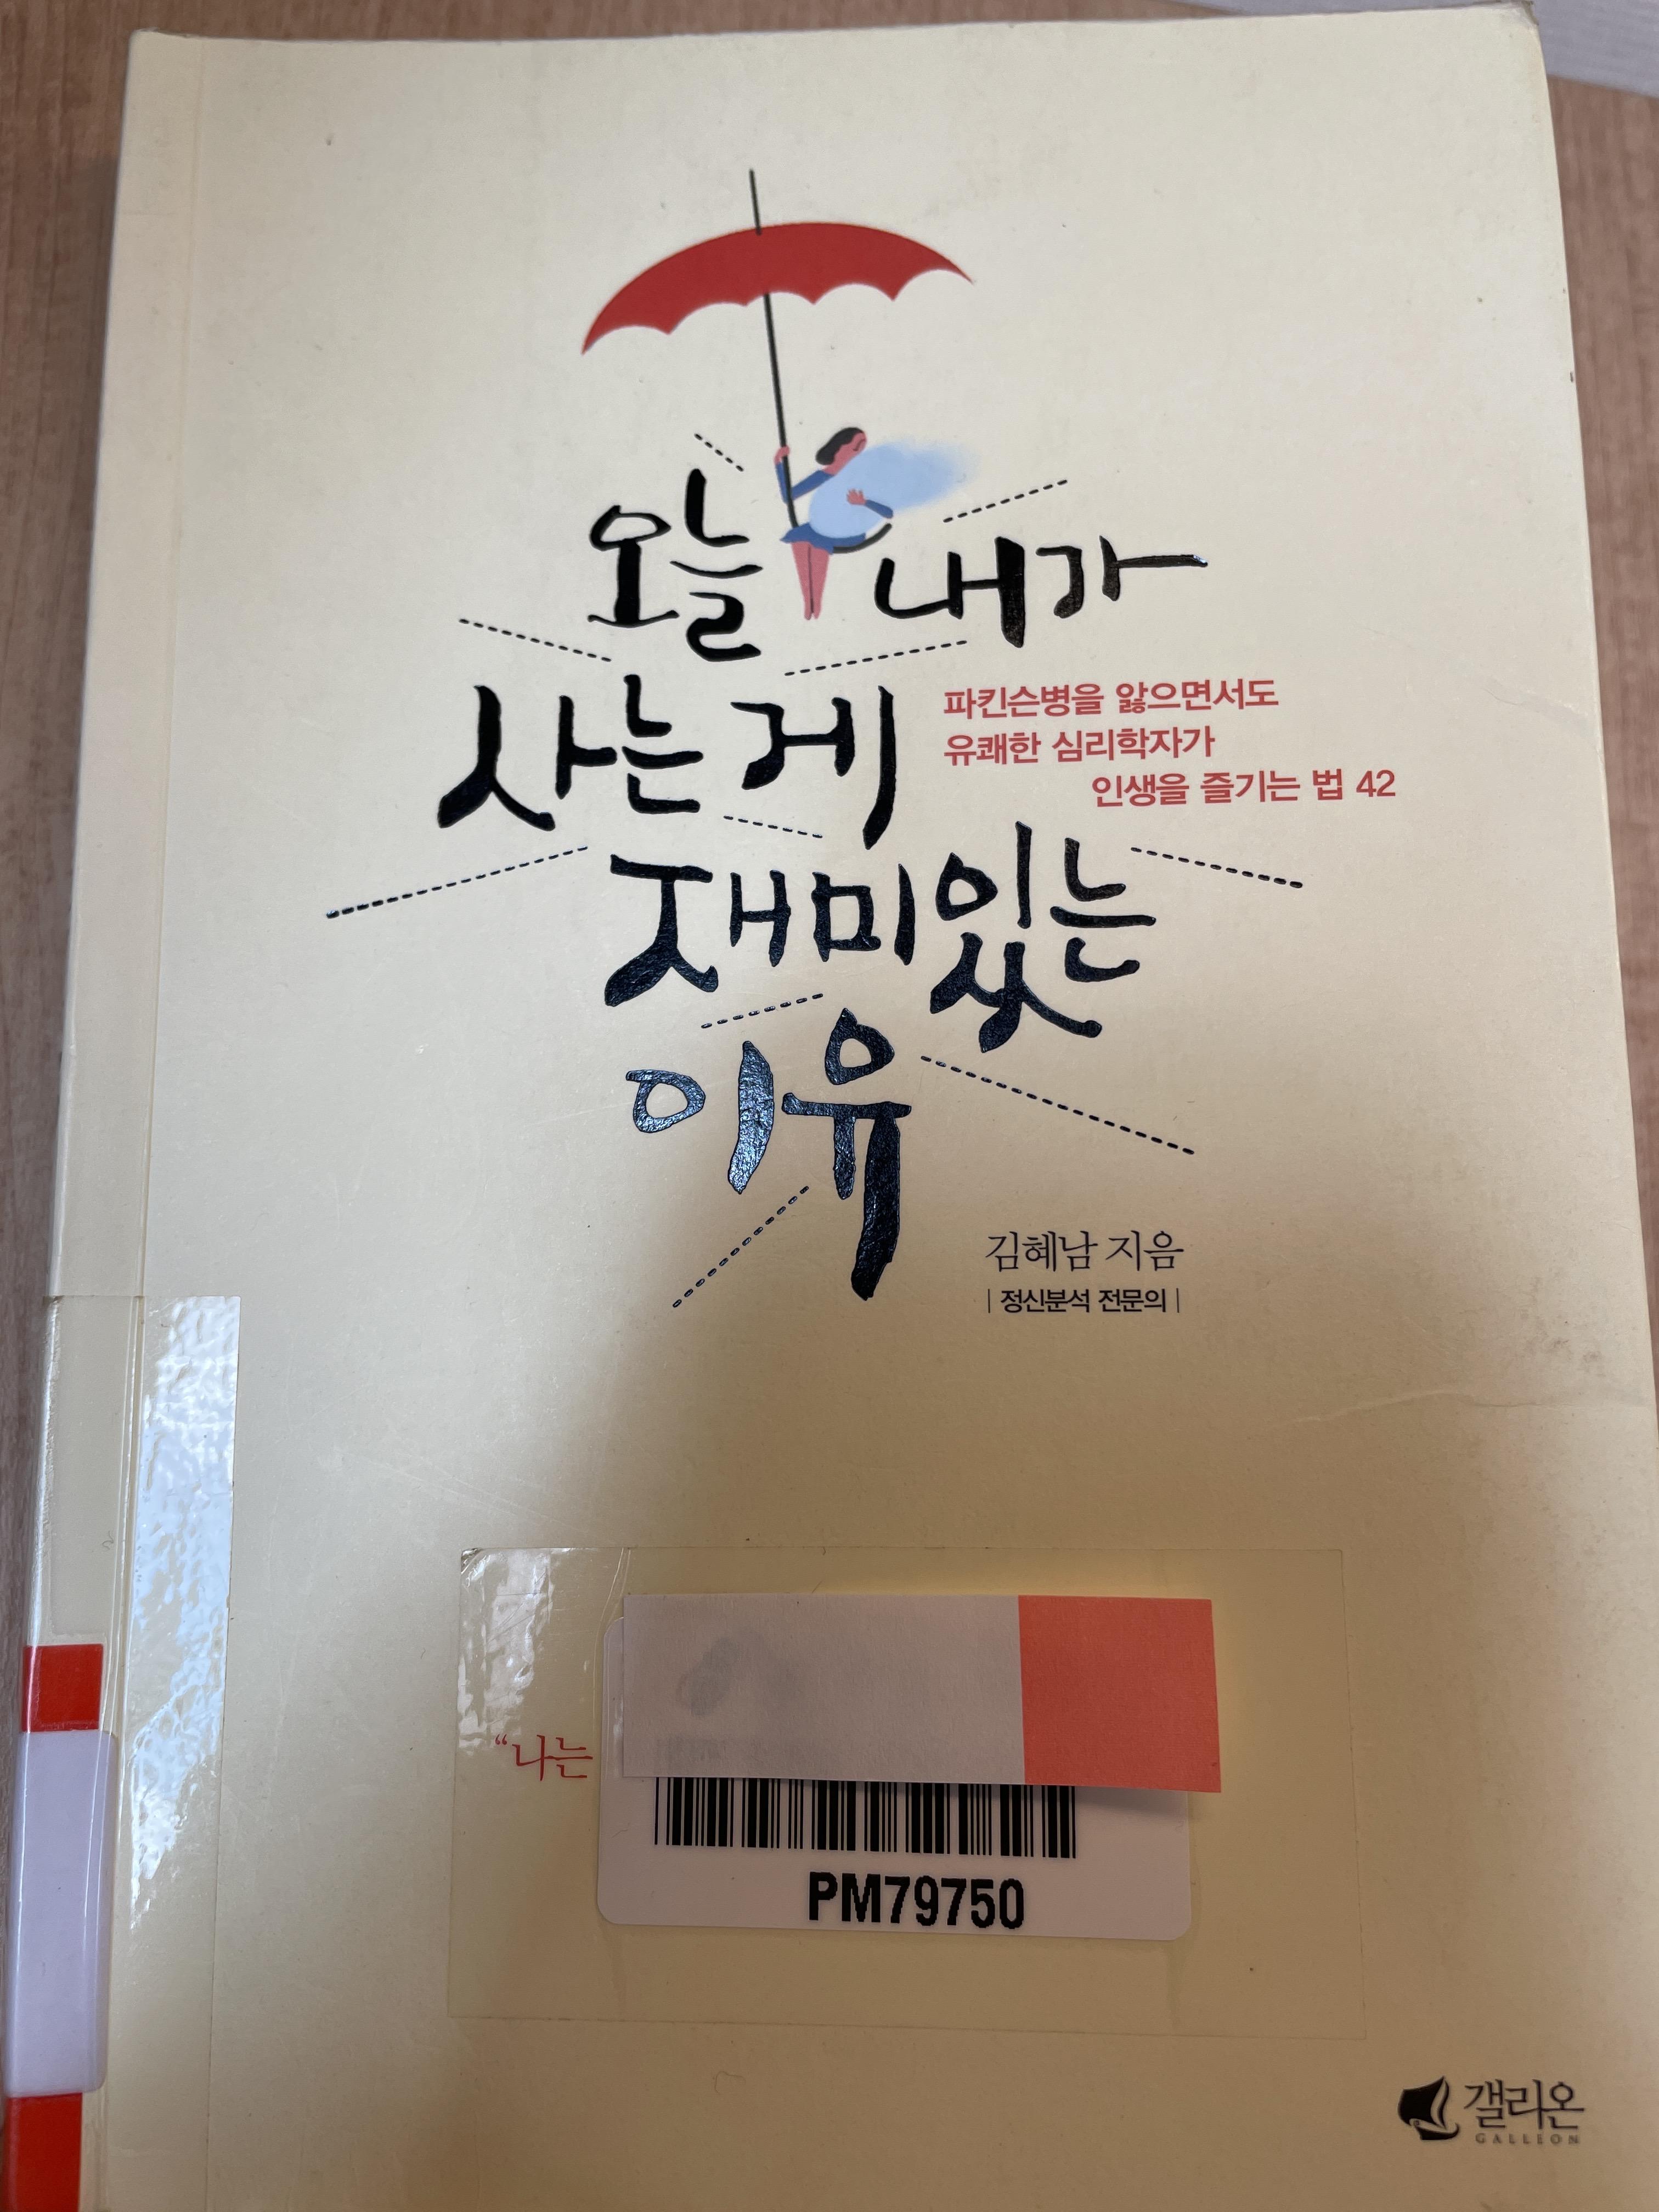 오늘 내가
사는 게
재미있는
이유
파킨슨병을 앓으면서도
유쾌한 심리학자가
인생을 즐기는 법 42
김혜남 지음
| 정신분석 전문의 |
“나는
PM79750
갤리온
GALLEON